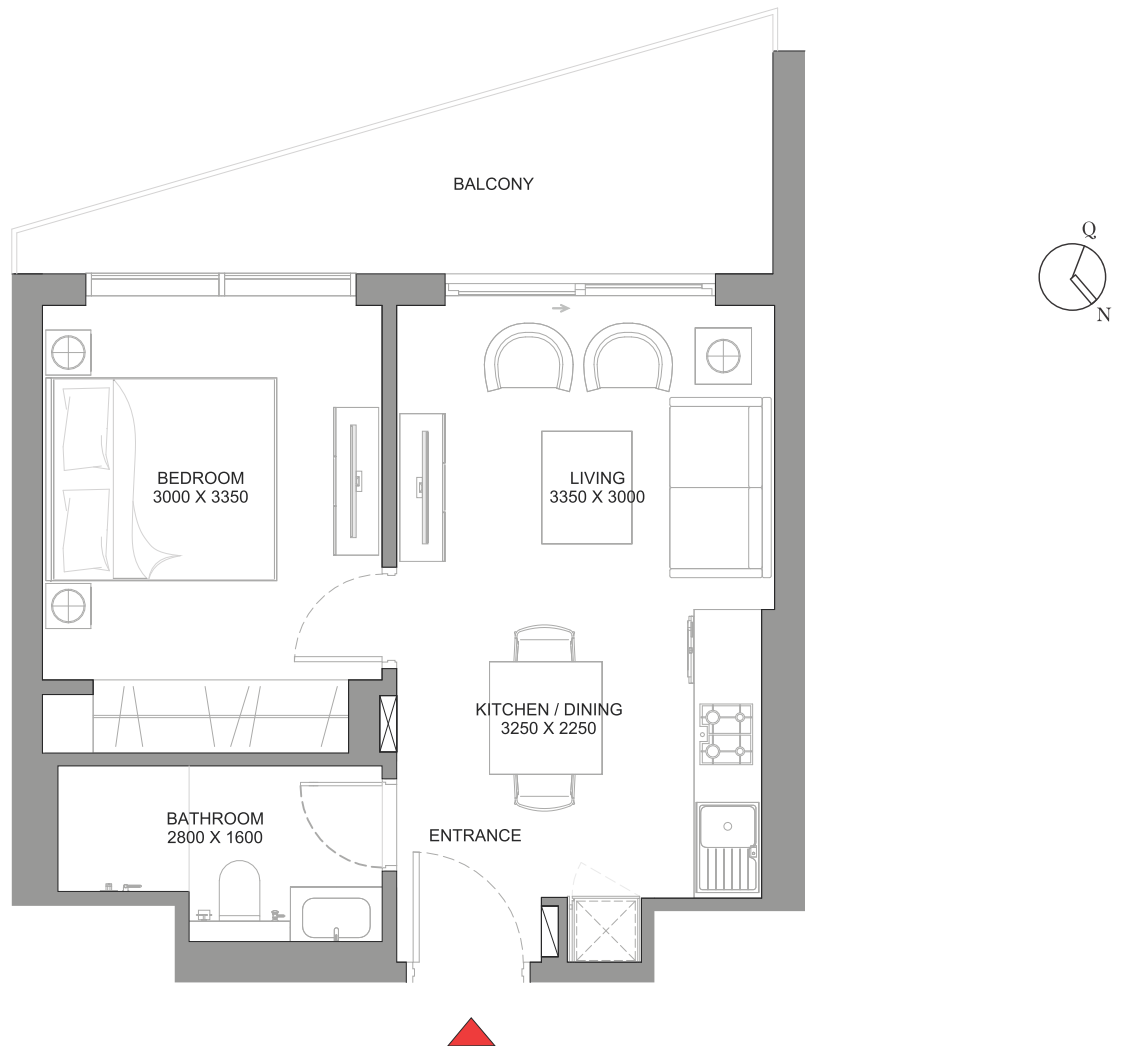 BALCONY
Q
N
BEDROOM
3000 X 3350
LIVING
3350 X 3000
KITCHEN / DINING
3250 X 2250
BATHROOM
2800 X 1600
ENTRANCE